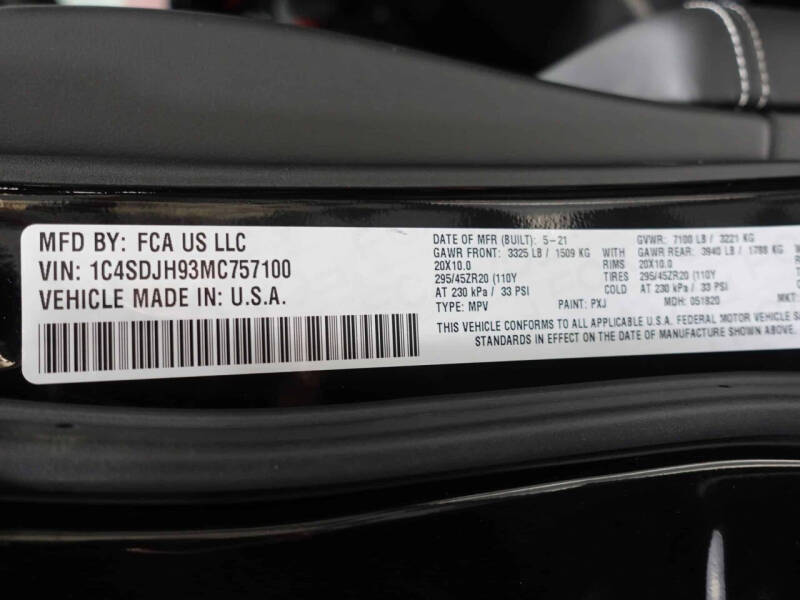 MFD BY: FCA US LLC
VIN: 1C4SDJH93MC757100
VEHICLE MADE IN: U.S.A.
DATE OF MFR (BUILT): 5-21 GVWR: 7100 LB / 3221 KG
GAWR FRONT: 3325 LB / 1509 KG WITH GAWR REAR: 3940 LB / 1788 KG
20X10.0 RIMS 20X10.0
295/45ZR20 (110Y TIRES 295/45ZR20 (110Y
AT 230 kPa / 33 PSI COLD AT 230 kPa / 33 PSI
TYPE: MPV PAINT: PXJ MDH: 051820 MKT:
THIS VEHICLE CONFORMS TO ALL APPLICABLE U.S.A. FEDERAL MOTOR VEHICLE
STANDARDS IN EFFECT ON THE DATE OF MANUFACTURE SHOWN ABOVE.